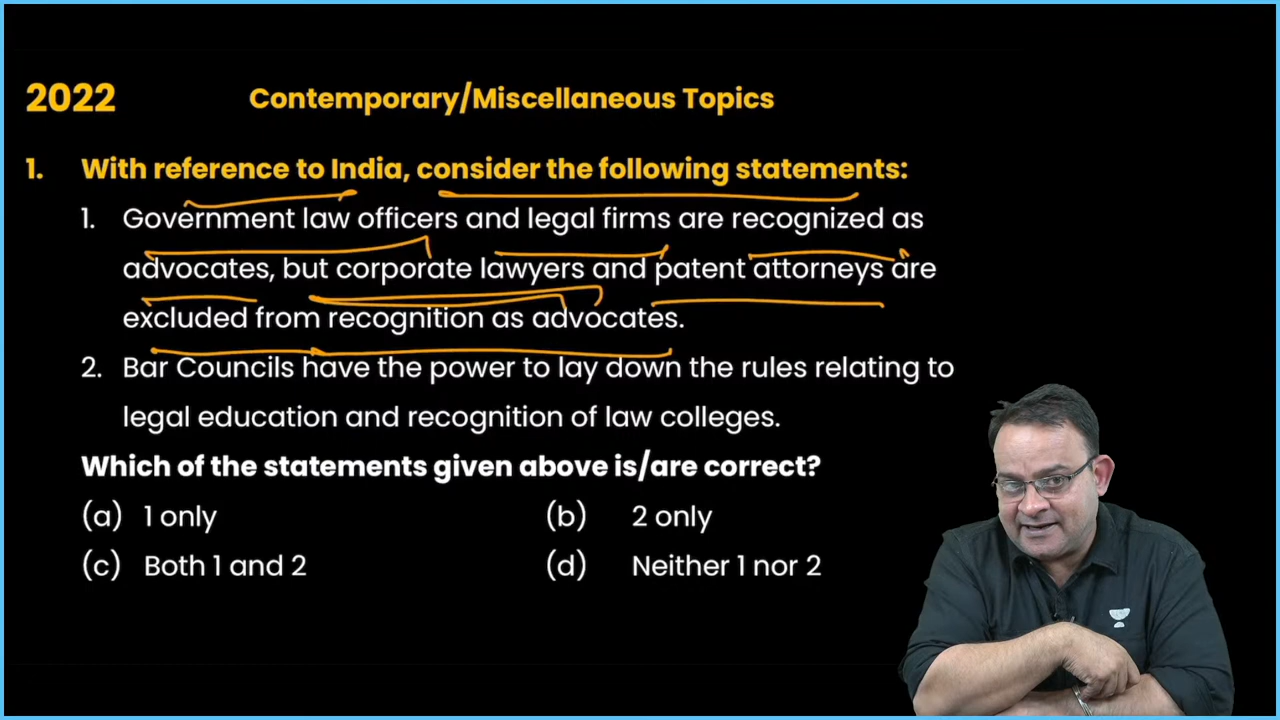 2022
Contemporary/Miscellaneous Topics
1. With reference to India, consider the following statements:
1. Government law officers and legal firms are recognized as
advocates, but corporate lawyers and patent attorneys are
excluded from recognition as advocates.
2. Bar Councils have the power to lay down the rules relating to
legal education and recognition of law colleges.
Which of the statements given above is/are correct?
(a) 1 only (b) 2 only
(c) Both 1 and 2 (d) Neither 1 nor 2